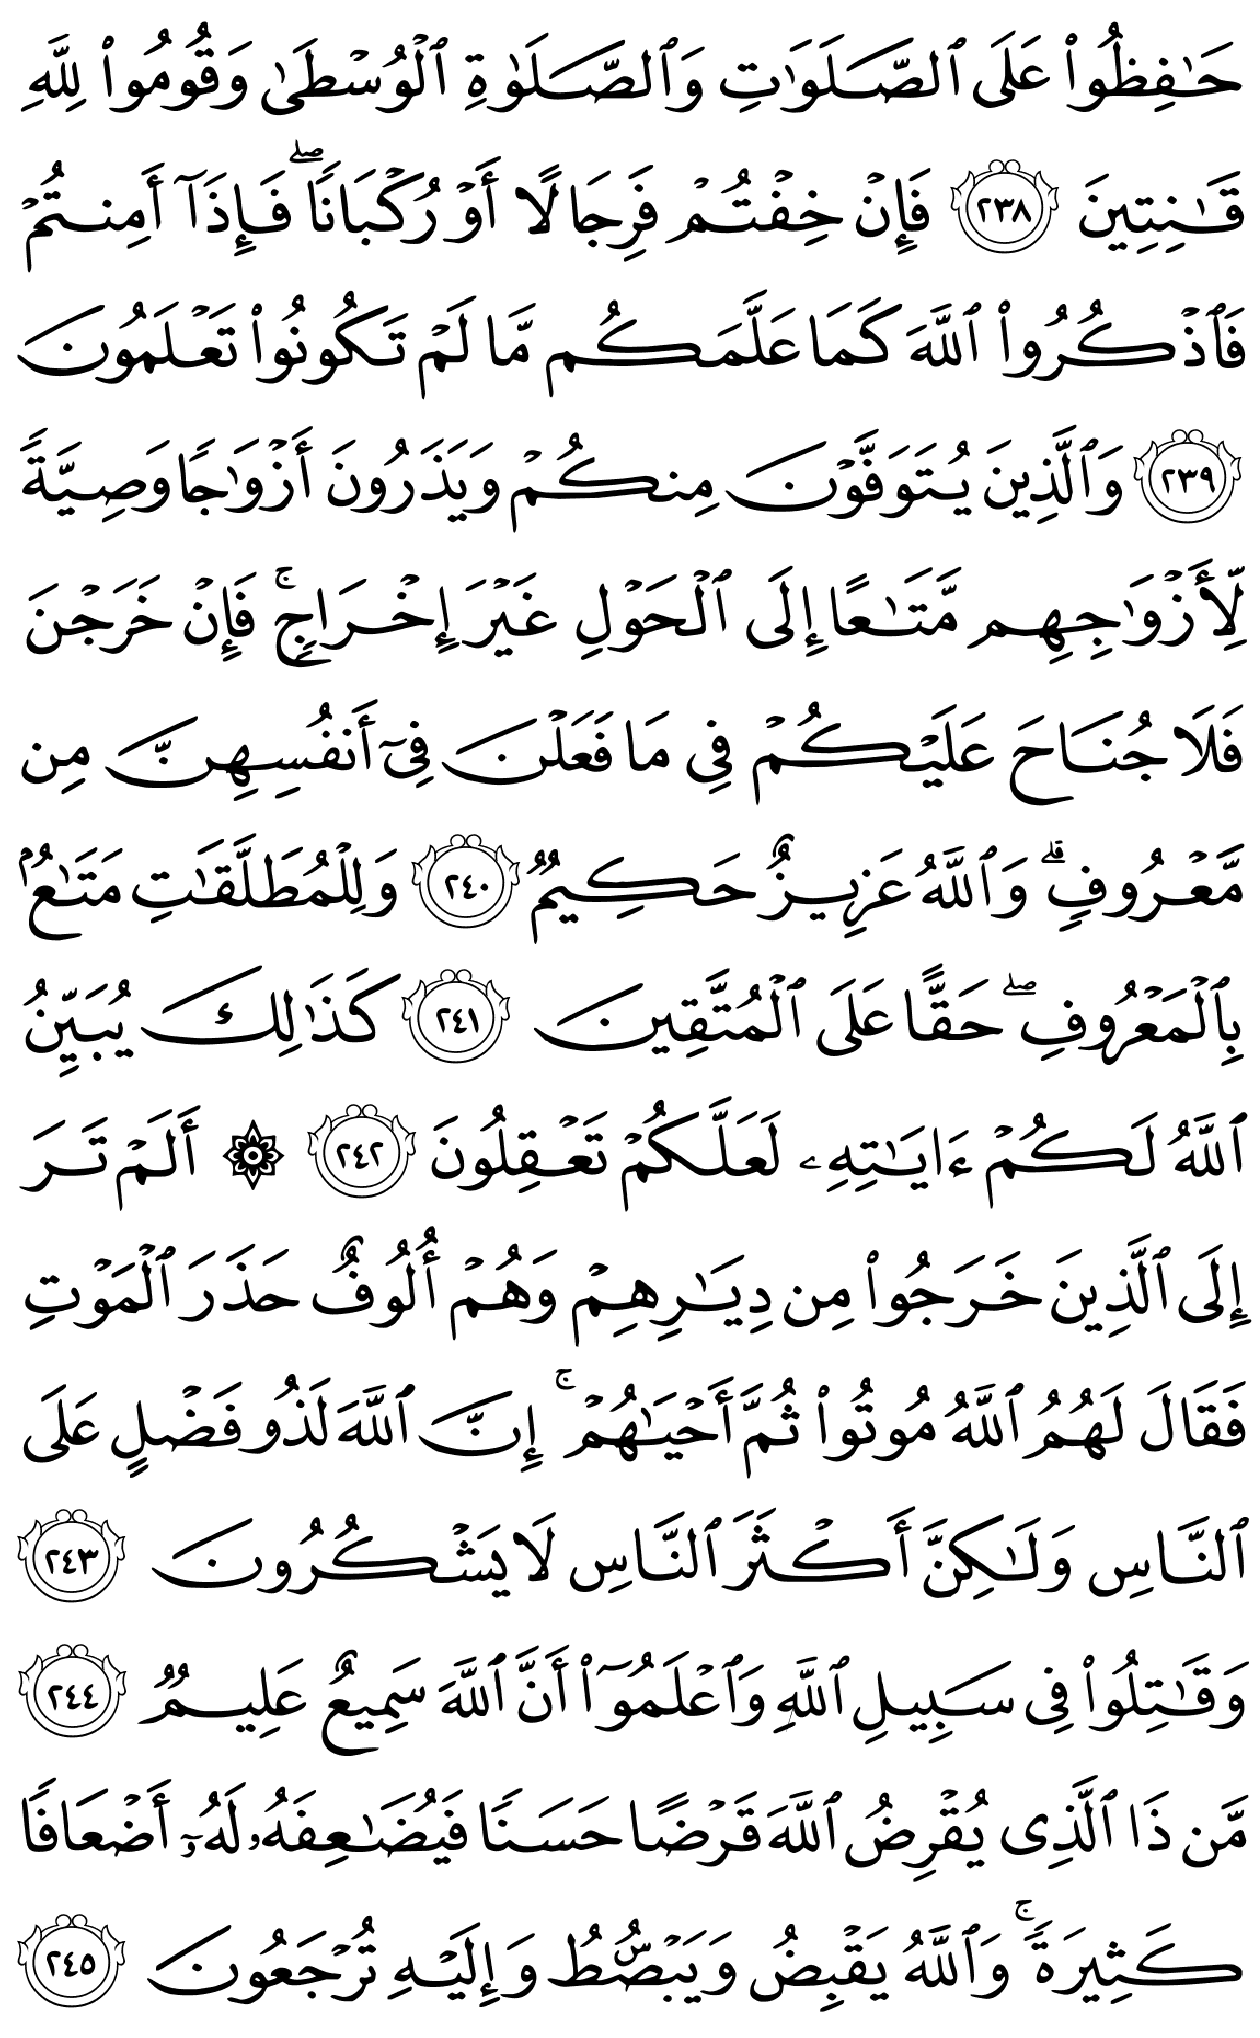 حَٰفِظُوا۟ عَلَى ٱلصَّلَوَٰتِ وَٱلصَّلَوٰةِ ٱلْوُسْطَىٰ وَقُومُوا۟ لِلَّهِ
قَٰنِتِينَ ٢٣٨ فَإِنْ خِفْتُمْ فَرِجَالًا أَوْ رُكْبَانًا ۖ فَإِذَآ أَمِنتُمْ
فَٱذْكُرُوا۟ ٱللَّهَ كَمَا عَلَّمَكُم مَّا لَمْ تَكُونُوا۟ تَعْلَمُونَ
٢٣٩ وَٱلَّذِينَ يُتَوَفَّوْنَ مِنكُمْ وَيَذَرُونَ أَزْوَٰجًا وَصِيَّةً
لِّأَزْوَٰجِهِم مَّتَٰعًا إِلَى ٱلْحَوْلِ غَيْرَ إِخْرَاجٍ ۚ فَإِنْ خَرَجْنَ
فَلَا جُنَاحَ عَلَيْكُمْ فِي مَا فَعَلْنَ فِىٓ أَنفُسِهِنَّ مِن
مَّعْرُوفٍ ۗ وَٱللَّهُ عَزِيزٌ حَكِيمٌ ٢٤٠ وَلِلْمُطَلَّقَٰتِ مَتَٰعٌۢ
بِٱلْمَعْرُوفِ ۖ حَقًّا عَلَى ٱلْمُتَّقِينَ ٢٤١ كَذَٰلِكَ يُبَيِّنُ
ٱللَّهُ لَكُمْ ءَايَٰتِهِۦ لَعَلَّكُمْ تَعْقِلُونَ ٢٤٢ ۞ أَلَمْ تَرَ
إِلَى ٱلَّذِينَ خَرَجُوا۟ مِن دِيَٰرِهِمْ وَهُمْ أُلُوفٌ حَذَرَ ٱلْمَوْتِ
فَقَالَ لَهُمُ ٱللَّهُ مُوتُوا۟ ثُمَّ أَحْيَٰهُمْ ۚ إِنَّ ٱللَّهَ لَذُو فَضْلٍ عَلَى
ٱلنَّاسِ وَلَٰكِنَّ أَكْثَرَ ٱلنَّاسِ لَا يَشْكُرُونَ ٢٤٣
وَقَٰتِلُوا۟ فِى سَبِيلِ ٱللَّهِ وَٱعْلَمُوٓا۟ أَنَّ ٱللَّهَ سَمِيعٌ عَلِيمٌ ٢٤٤
مَّن ذَا ٱلَّذِى يُقْرِضُ ٱللَّهَ قَرْضًا حَسَنًا فَيُضَٰعِفَهُۥ لَهُۥٓ أَضْعَافًا
كَثِيرَةً ۚ وَٱللَّهُ يَقْبِضُ وَيَبْصُۜطُ وَإِلَيْهِ تُرْجَعُونَ ٢٤٥